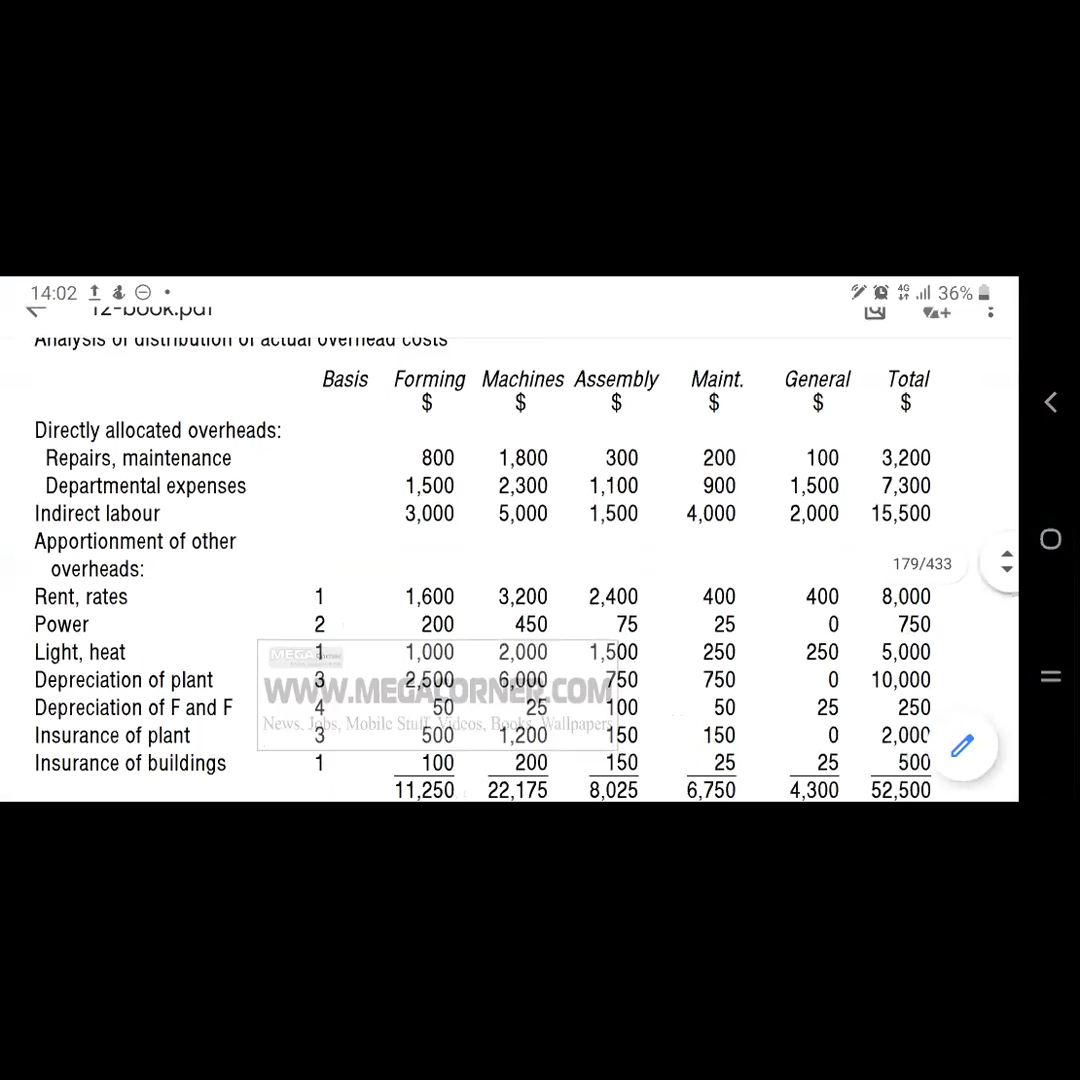 14:02 4G 36%
12-book.pdf
Analysis of distribution of actual overhead costs
Basis Forming Machines Assembly Maint. General Total
$ $ $ $ $ $
Directly allocated overheads:
Repairs, maintenance 800 1,800 300 200 100 3,200
Departmental expenses 1,500 2,300 1,100 900 1,500 7,300
Indirect labour 3,000 5,000 1,500 4,000 2,000 15,500
Apportionment of other
overheads:
179/433
Rent, rates 1 1,600 3,200 2,400 400 400 8,000
Power 2 200 450 75 25 0 750
Light, heat 1 1,000 2,000 1,500 250 250 5,000
Depreciation of plant 3 2,500 6,000 750 750 0 10,000
Depreciation of F and F 4 50 25 100 50 25 250
Insurance of plant 3 500 1,200 150 150 0 2,000
Insurance of buildings 1 100 200 150 25 25 500
11,250 22,175 8,025 6,750 4,300 52,500
MEGA
WWW.MEGACORNER.COM
News, Jobs, Mobile Stuff, Videos, Books, Wallpapers